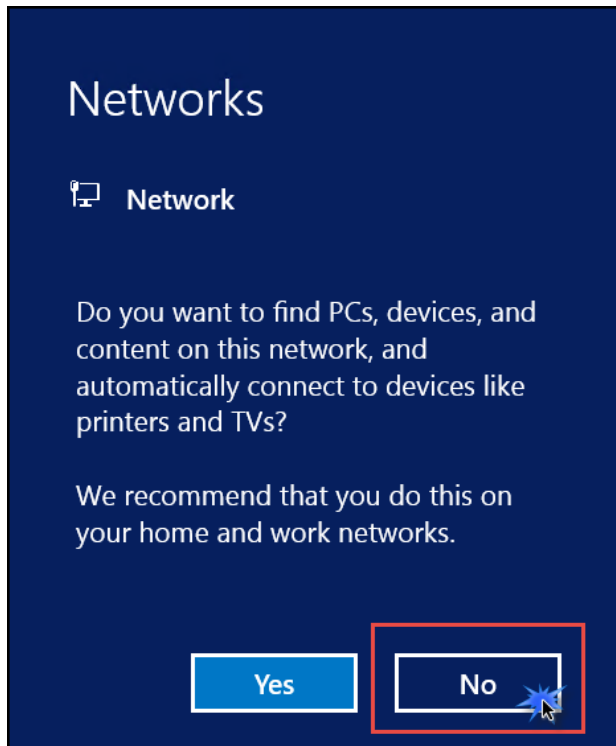 Networks
Network
Do you want to find PCs, devices, and
content on this network, and
automatically connect to devices like
printers and TVs?
We recommend that you do this on
your home and work networks.
Yes No